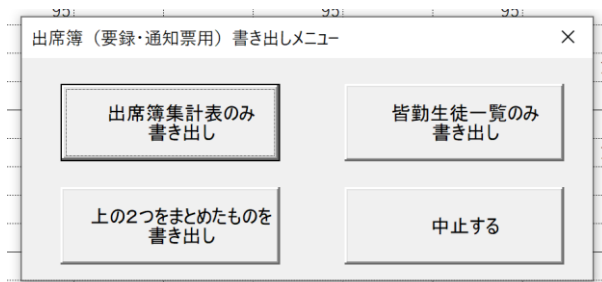 95 95 95
出席簿（要録・通知票用）書き出しメニュー
出席簿集計表のみ
書き出し
皆勤生徒一覧のみ
書き出し
上の２つをまとめたものを
書き出し
中止する